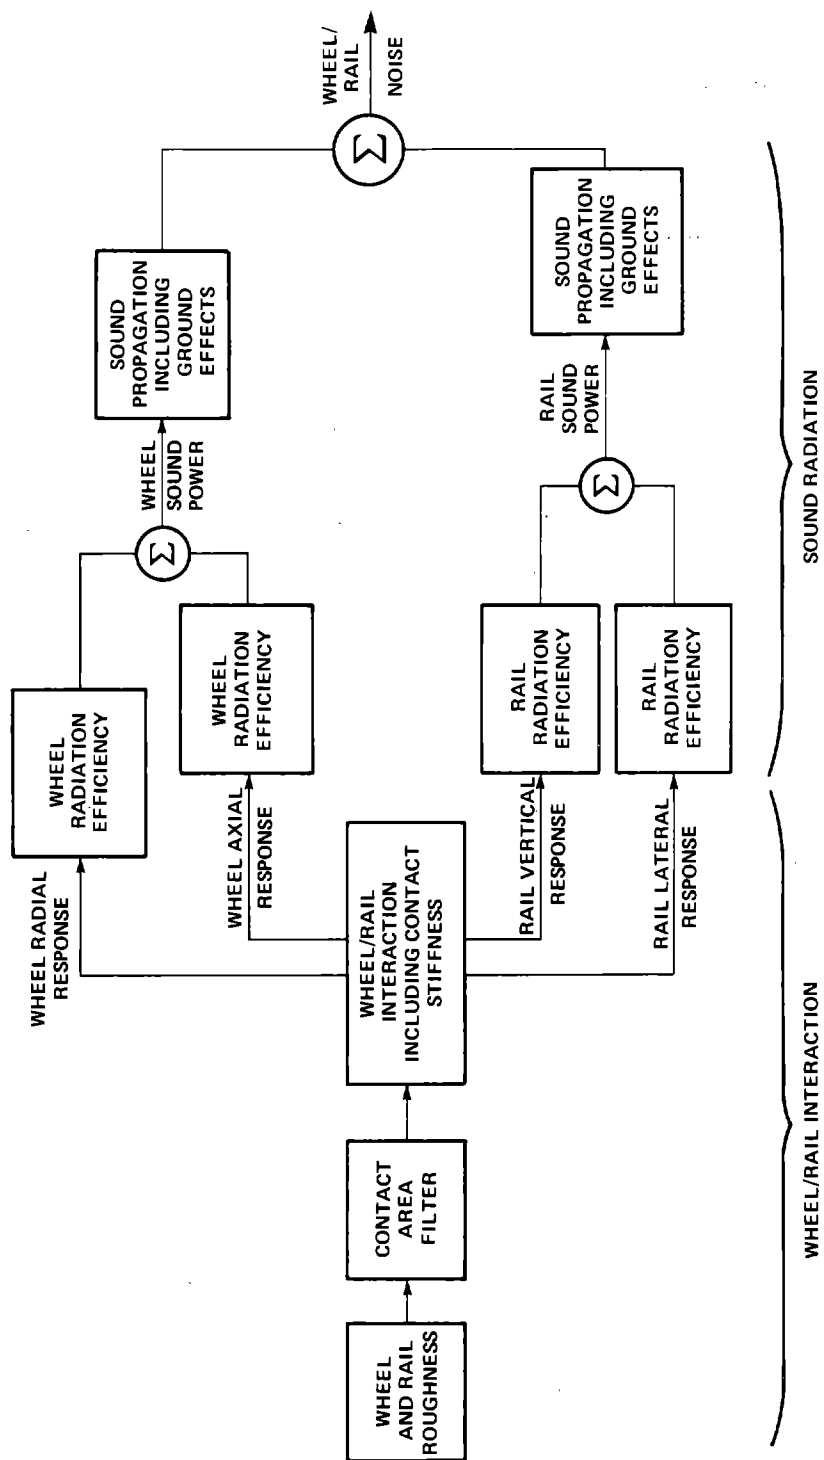 WHEEL
AND RAIL
ROUGHNESS
CONTACT
AREA
FILTER
WHEEL/RAIL
INTERACTION
INCLUDING CONTACT
STIFFNESS
WHEEL RADIAL
RESPONSE
WHEEL AXIAL
RESPONSE
RAIL VERTICAL
RESPONSE
RAIL LATERAL
RESPONSE
WHEEL
RADIATION
EFFICIENCY
WHEEL
RADIATION
EFFICIENCY
RAIL
RADIATION
EFFICIENCY
RAIL
RADIATION
EFFICIENCY
Σ
WHEEL
SOUND
POWER
Σ
RAIL
SOUND
POWER
SOUND
PROPAGATION
INCLUDING
GROUND
EFFECTS
SOUND
PROPAGATION
INCLUDING
GROUND
EFFECTS
Σ
WHEEL/
RAIL
NOISE
WHEEL/RAIL INTERACTION
SOUND RADIATION